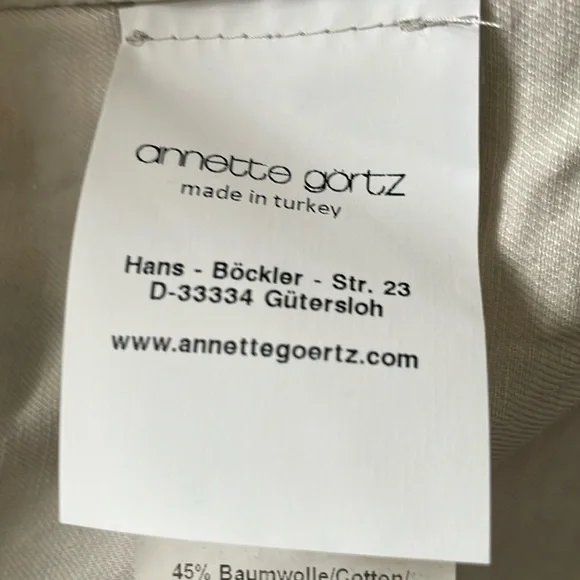 annette görtz
made in turkey
Hans - Böckler - Str. 23
D-33334 Gütersloh
www.annettegoertz.com
45% Baumwolle/Cotton/